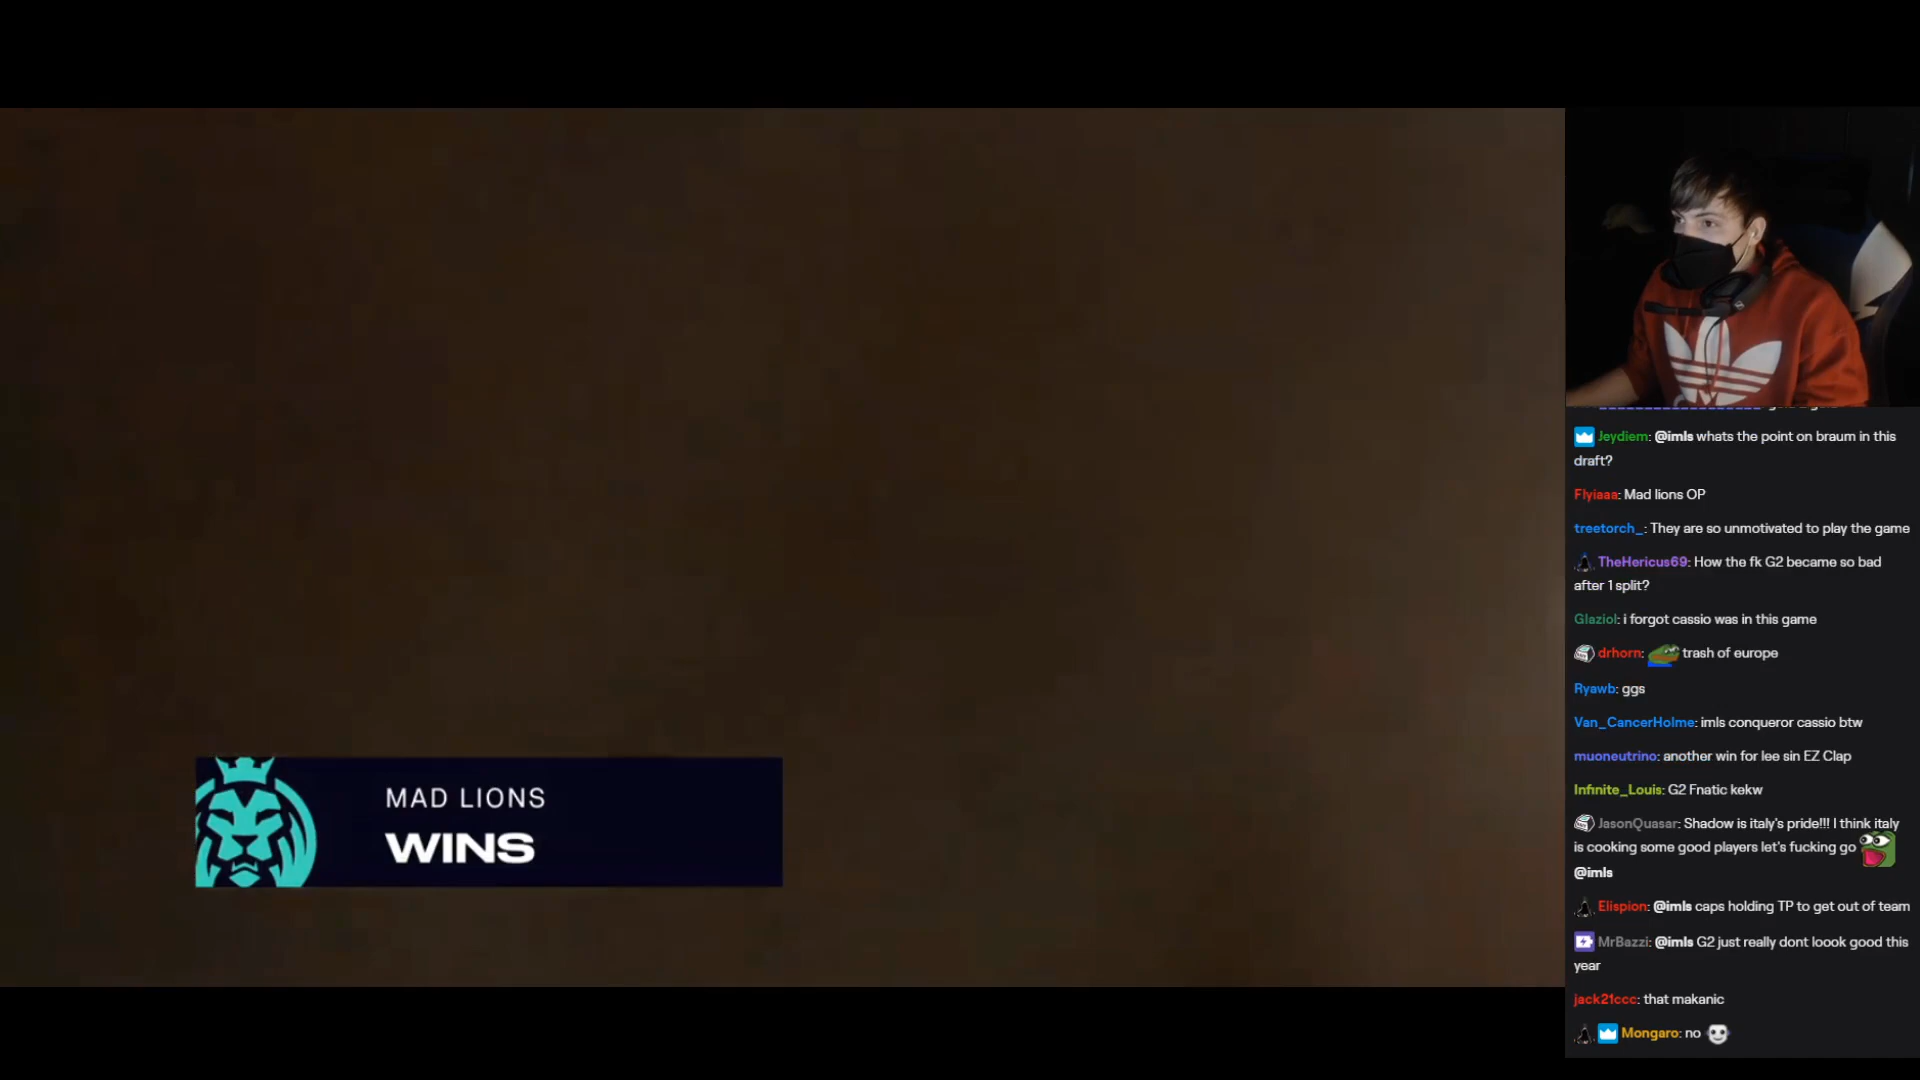 MAD LIONS
WINS
Jeydiem: @imls whats the point on braum in this
draft?
Flyiaaa: Mad lions OP
treetorch_: They are so unmotivated to play the game
TheHericus69: How the fk G2 became so bad
after 1 split?
Glaziol: i forgot cassio was in this game
drhorn: trash of europe
Ryawb: ggs
Van_CancerHolme: imls conqueror cassio btw
muoneutrino: another win for lee sin EZ Clap
Infinite_Louis: G2 Fnatic kekw
JasonQuasar: Shadow is italy's pride!!! I think italy
is cooking some good players let's fucking go
@imls
Elispion: @imls caps holding TP to get out of team
MrBazzi: @imls G2 just really dont loook good this
year
jack21ccc: that makanic
Mongaro: no